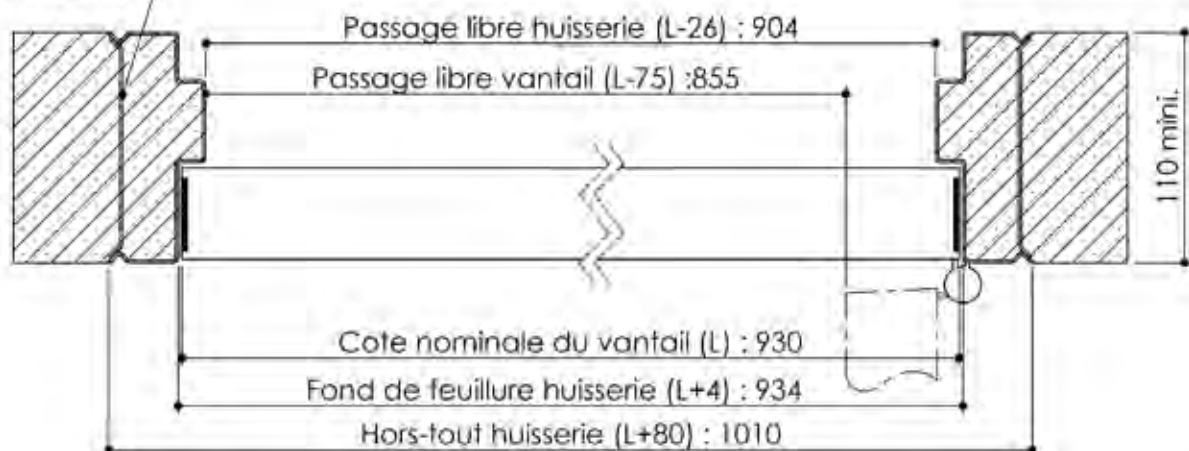 Passage libre huisserie (L-26) : 904
Passage libre vantail (L-75) :855
110 mini.
Cote nominale du vantail (L) : 930
Fond de feuillure huisserie (L+4) : 934
Hors-tout huisserie (L+80) : 1010